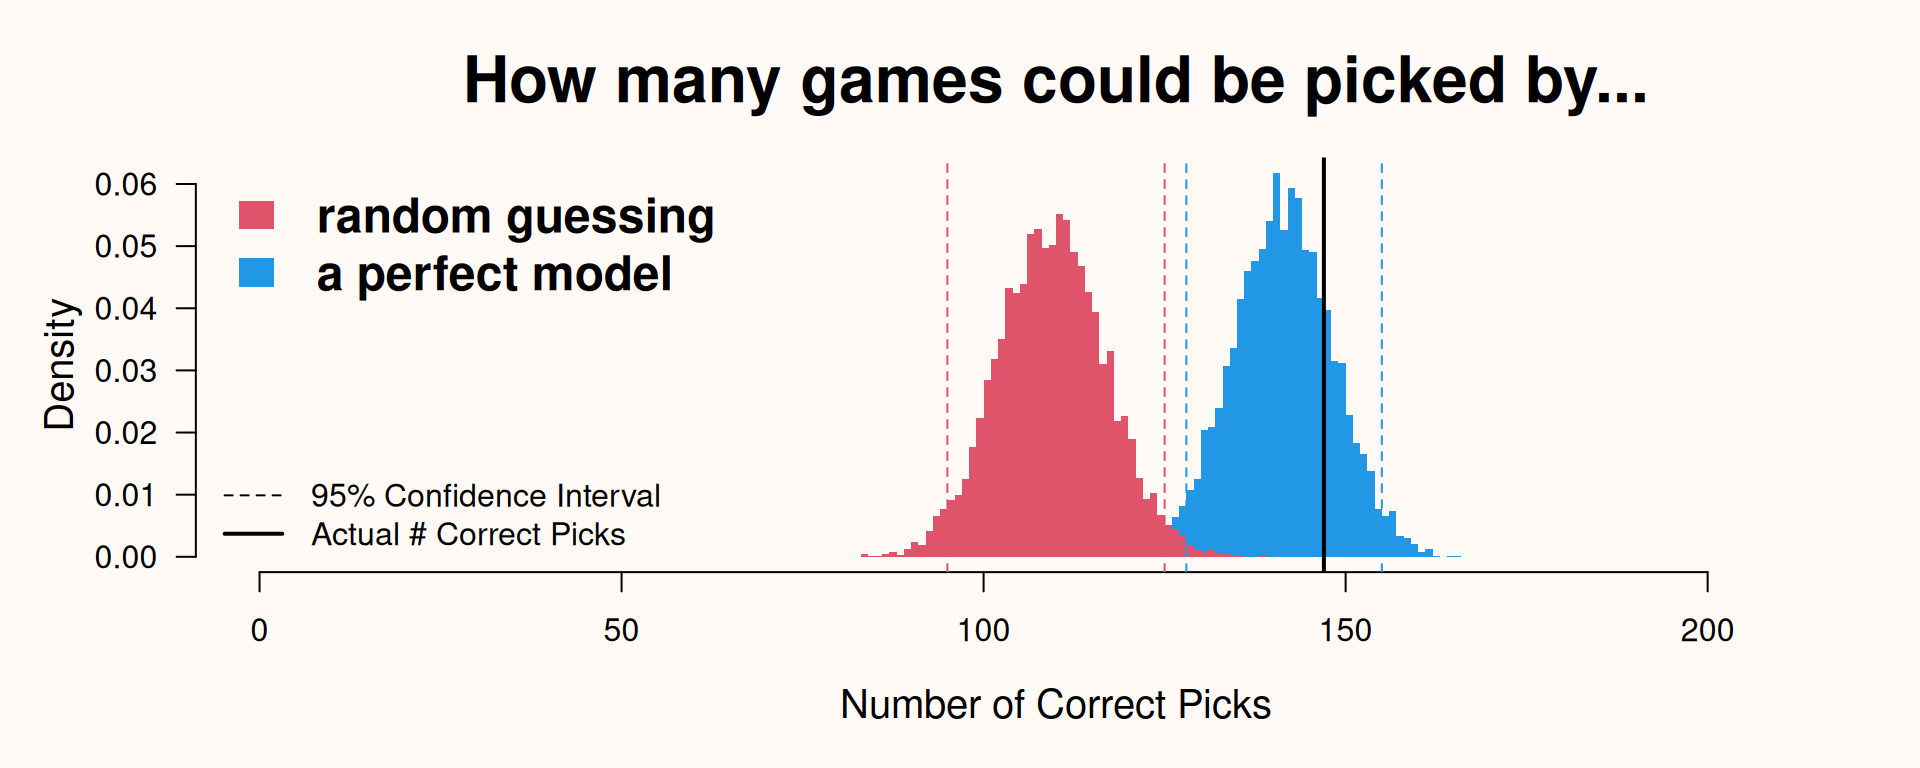 How many games could be picked by...
0.06
0.05
0.04
0.03
0.02
0.01
0.00
Density
random guessing
a perfect model
95% Confidence Interval
Actual # Correct Picks
0 50 100 150 200
Number of Correct Picks